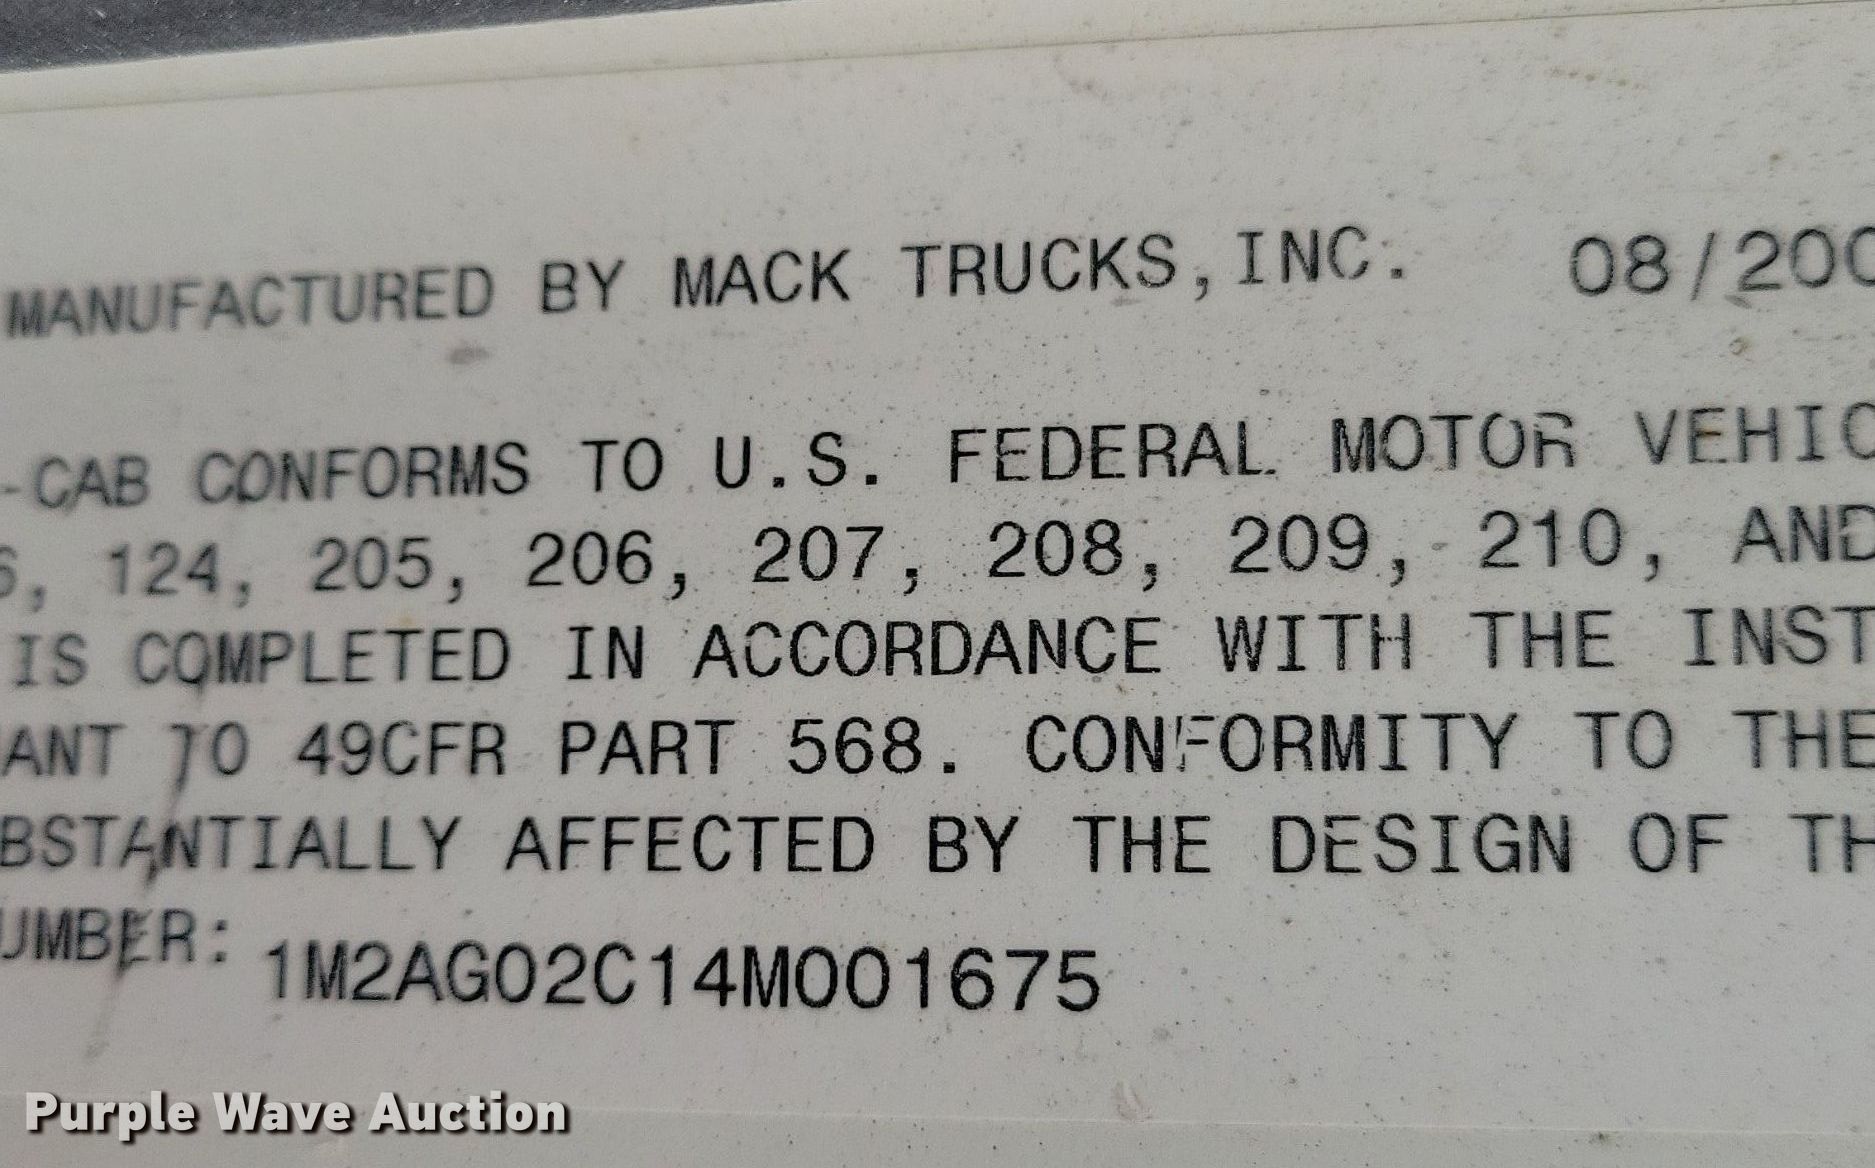 MANUFACTURED BY MACK TRUCKS,INC. 08/200
-CAB CONFORMS TO U.S. FEDERAL MOTOR VEHIC
6, 124, 205, 206, 207, 208, 209, 210, AND
IS COMPLETED IN ACCORDANCE WITH THE INST
ANT TO 49CFR PART 568. CONFORMITY TO THE
BSTANTIALLY AFFECTED BY THE DESIGN OF TH
UMBER: 1M2AG02C14M001675
Purple Wave Auction